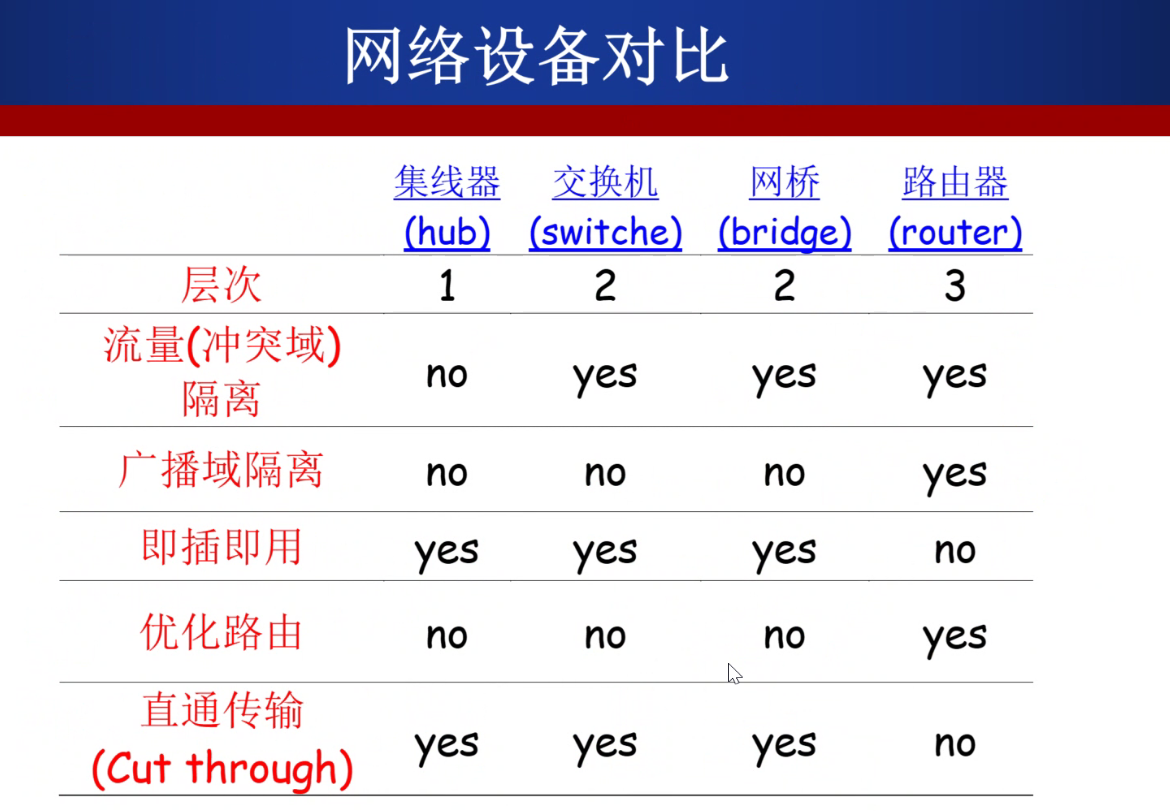 网络设备对比
集线器 交换机 网桥 路由器
(hub) (switche) (bridge) (router)
层次 1 2 2 3
流量(冲突域)
隔离 no yes yes yes
广播域隔离 no no no yes
即插即用 yes yes yes no
优化路由 no no no yes
直通传输
(Cut through) yes yes yes no